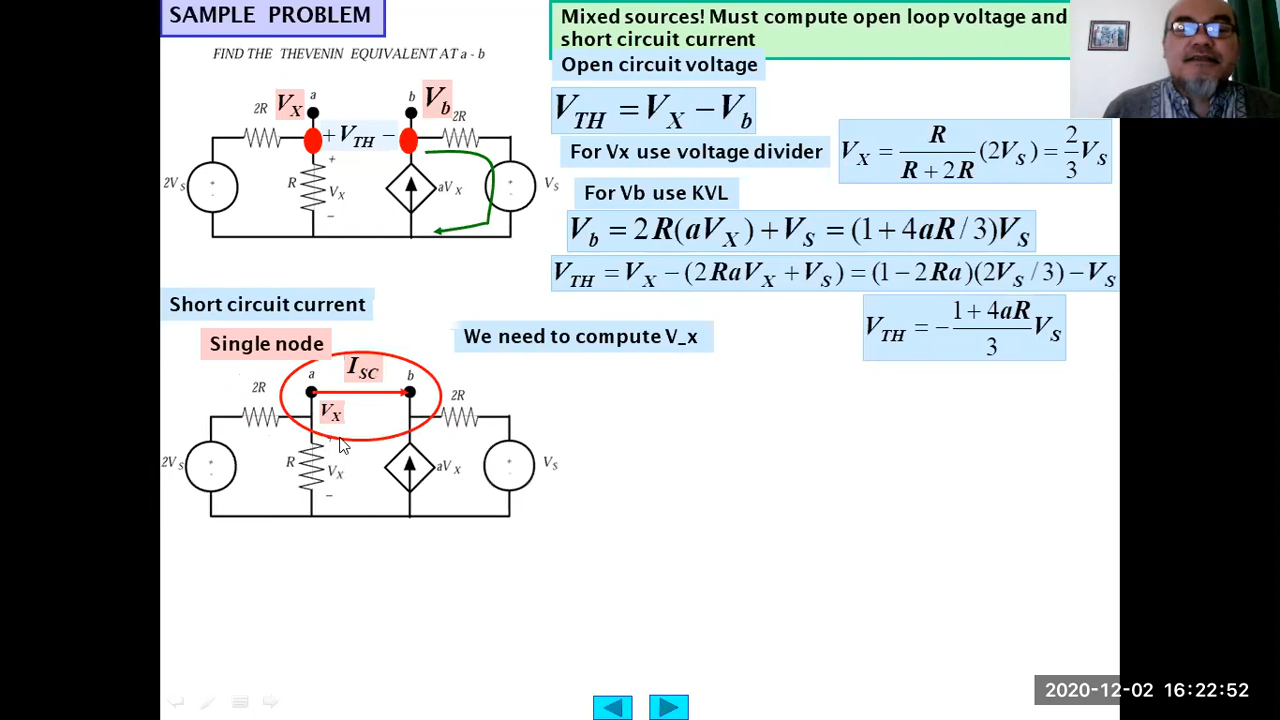 SAMPLE PROBLEM
FIND THE THEVENIN EQUIVALENT AT a - b
Mixed sources! Must compute open loop voltage and
short circuit current
Open circuit voltage
V_TH = V_X − V_b
For Vx use voltage divider
V_X = R / (R + 2R) (2V_S) = 2/3 V_S
For Vb use KVL
V_b = 2R(aV_X) + V_S = (1 + 4aR / 3)V_S
V_TH = V_X − (2RaV_X + V_S) = (1 − 2Ra)(2V_S / 3) − V_S
V_TH = − (1 + 4aR) / 3 V_S
a
b
V_X
V_b
2R
2R
+ V_TH −
2V_S
+
-
R
+
V_X
−
aV_X
+
-
V_S
Short circuit current
Single node
We need to compute V_x
a
I_SC
b
2R
2R
V_X
2V_S
+
-
R
+
V_X
−
aV_X
+
-
V_S
2020-12-02 16:22:52